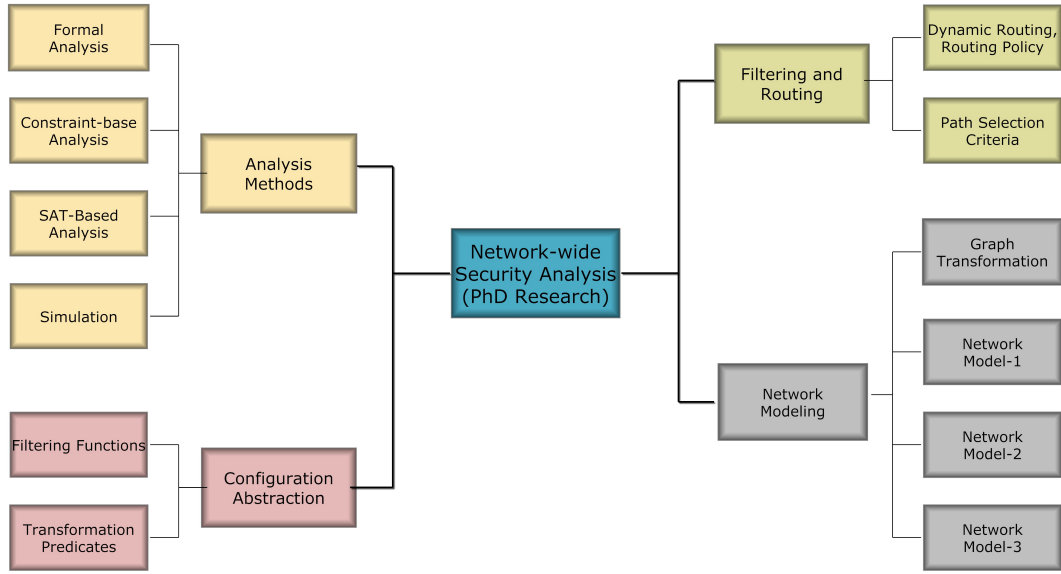 Formal
Analysis
Constraint-base
Analysis
SAT-Based
Analysis
Simulation
Analysis
Methods
Filtering Functions
Transformation
Predicates
Configuration
Abstraction
Network-wide
Security Analysis
(PhD Research)
Filtering and
Routing
Dynamic Routing,
Routing Policy
Path Selection
Criteria
Network
Modeling
Graph
Transformation
Network
Model-1
Network
Model-2
Network
Model-3